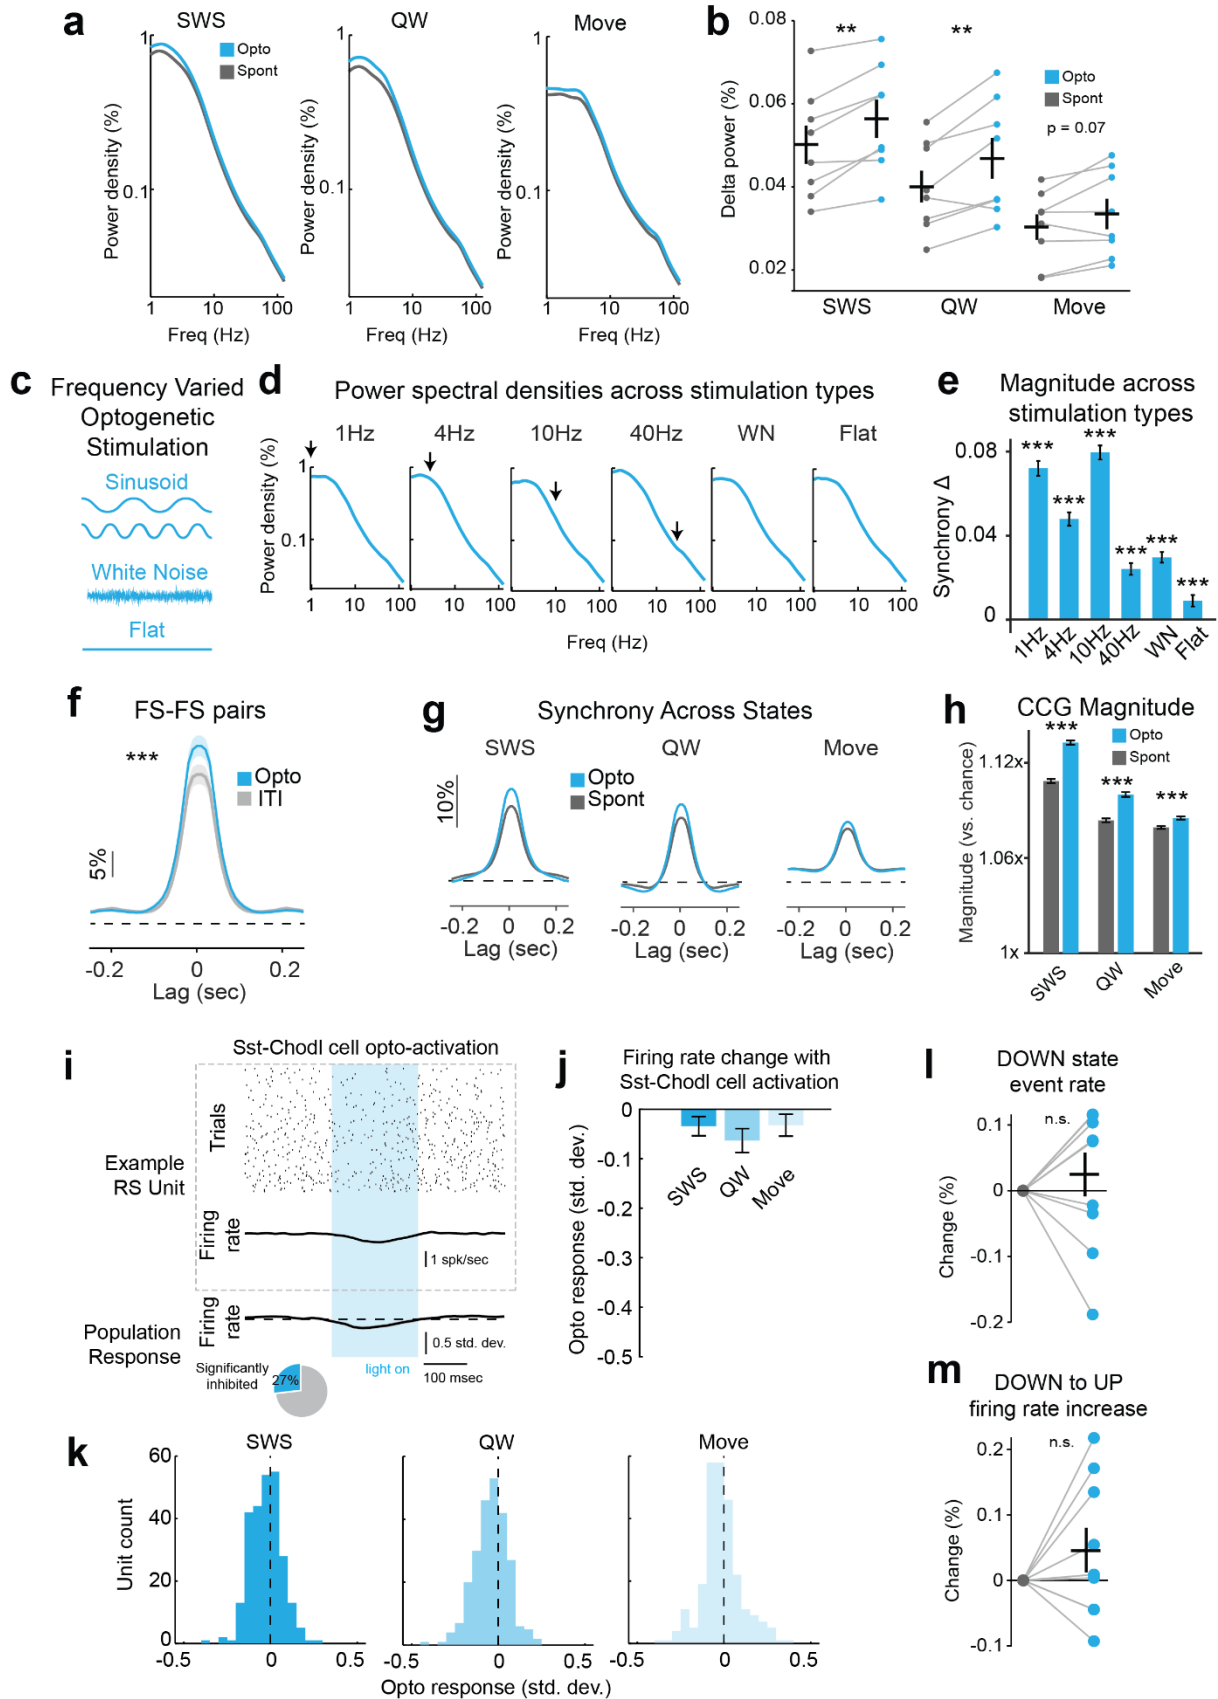 a
SWS
QW
Move
1
0.1
Power density (%)
Opto
Spont
1 10 100
Freq (Hz)
1
0.1
Power density (%)
1 10 100
Freq (Hz)
1
0.1
Power density (%)
1 10 100
Freq (Hz)
b
0.08
0.06
0.04
0.02
Delta power (%)
**
**
Opto
Spont
p = 0.07
SWS
QW
Move
c
Frequency Varied
Optogenetic
Stimulation
Sinusoid
White Noise
Flat
d
Power spectral densities across stimulation types
1Hz
4Hz
10Hz
40Hz
WN
Flat
Power density (%)
1
0.1
1 10 100
10 100
10 100
10 100
10 100
10 100
Freq (Hz)
e
Magnitude across
stimulation types
Synchrony Δ
0.08
0.04
0
***
***
***
***
***
***
1Hz
4Hz
10Hz
40Hz
WN
Flat
f
FS-FS pairs
***
Opto
ITI
5%
-0.2 0 0.2
Lag (sec)
g
Synchrony Across States
SWS
QW
Move
10%
Opto
Spont
-0.2 0 0.2
Lag (sec)
-0.2 0 0.2
Lag (sec)
-0.2 0 0.2
Lag (sec)
h
CCG Magnitude
Opto
Spont
Magnitude (vs. chance)
1.12x
1.06x
1x
***
***
***
SWS
QW
Move
i
Sst-Chodl cell opto-activation
Trials
Example
RS Unit
Firing
rate
1 spk/sec
Firing
rate
Population
Response
0.5 std. dev.
light on
100 msec
Significantly
inhibited
27%
j
Firing rate change with
Sst-Chodl cell activation
Opto response (std. dev.)
0
-0.1
-0.2
-0.3
-0.4
-0.5
SWS
QW
Move
k
SWS
QW
Move
Unit count
60
40
20
0
-0.5 0 0.5
-0.5 0 0.5
-0.5 0 0.5
Opto response (std. dev.)
l
DOWN state
event rate
n.s.
Change (%)
0.1
0
-0.1
-0.2
m
DOWN to UP
firing rate increase
n.s.
Change (%)
0.2
0.1
0
-0.1